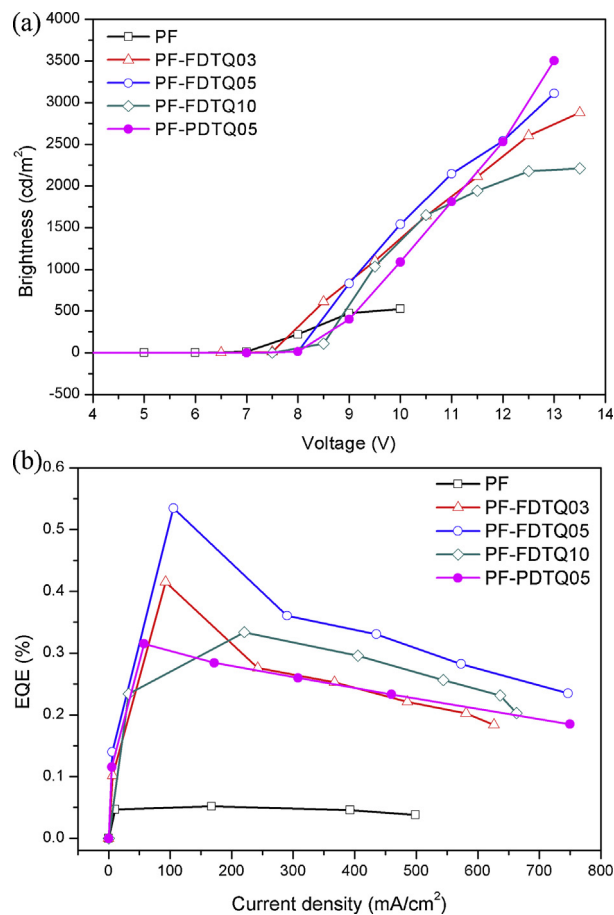 (a)
4000
3500
3000
2500
2000
1500
1000
500
0
-500
Brightness (cd/m²)
PF
PF-FDTQ03
PF-FDTQ05
PF-FDTQ10
PF-PDTQ05
4 5 6 7 8 9 10 11 12 13 14
Voltage (V)
(b)
0.6
0.5
0.4
0.3
0.2
0.1
0.0
EQE (%)
PF
PF-FDTQ03
PF-FDTQ05
PF-FDTQ10
PF-PDTQ05
0 100 200 300 400 500 600 700 800
Current density (mA/cm²)